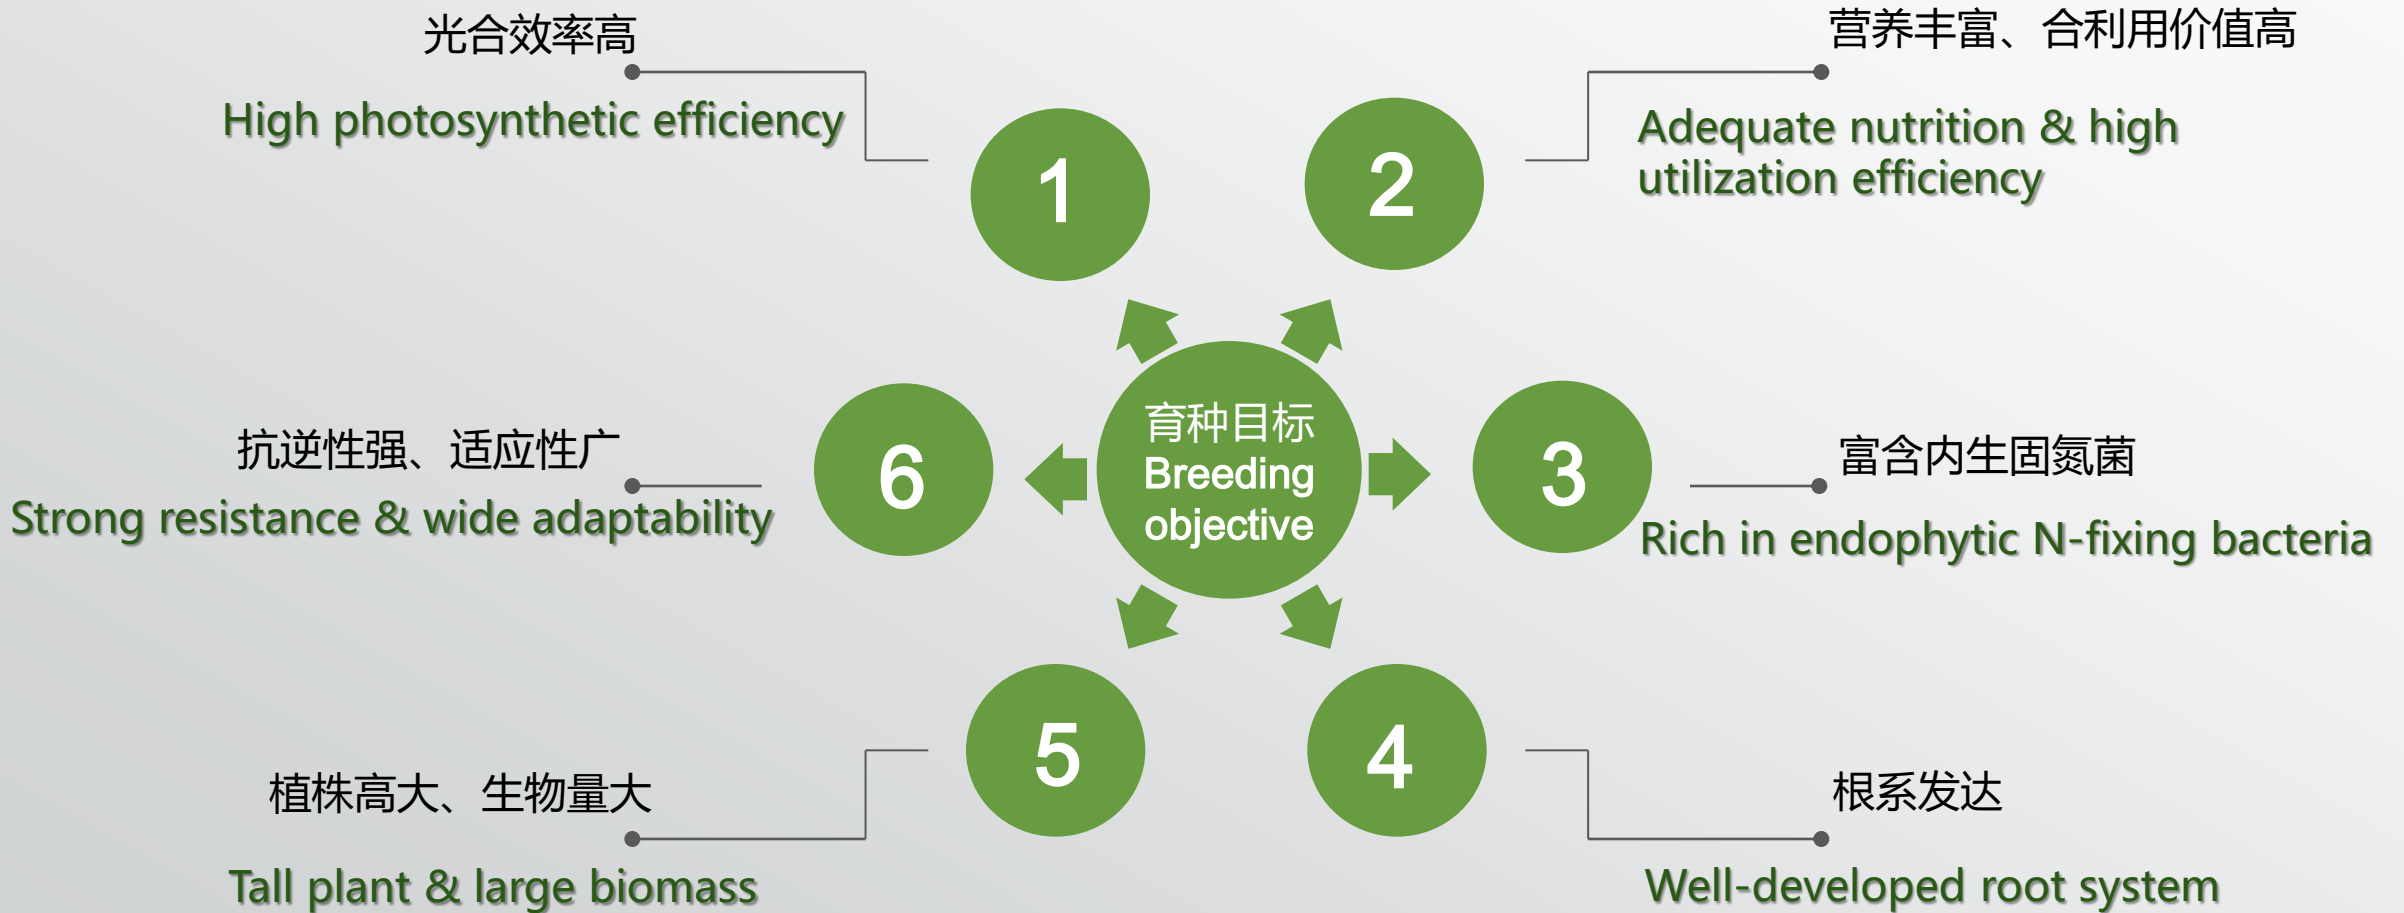 光合效率高
High photosynthetic efficiency
1
营养丰富、合利用价值高
Adequate nutrition & high
utilization efficiency
2
育种目标
Breeding
objective
富含内生固氮菌
Rich in endophytic N-fixing bacteria
3
根系发达
Well-developed root system
4
植株高大、生物量大
Tall plant & large biomass
5
抗逆性强、适应性广
Strong resistance & wide adaptability
6